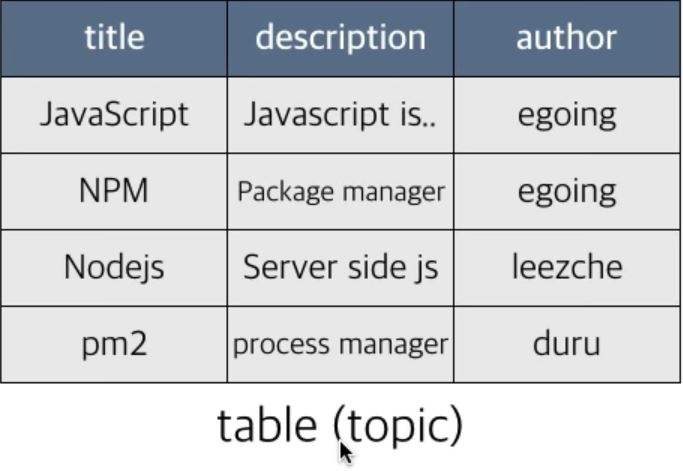 title description author
JavaScript Javascript is.. egoing
NPM Package manager egoing
Nodejs Server side js leezche
pm2 process manager duru
table (topic)